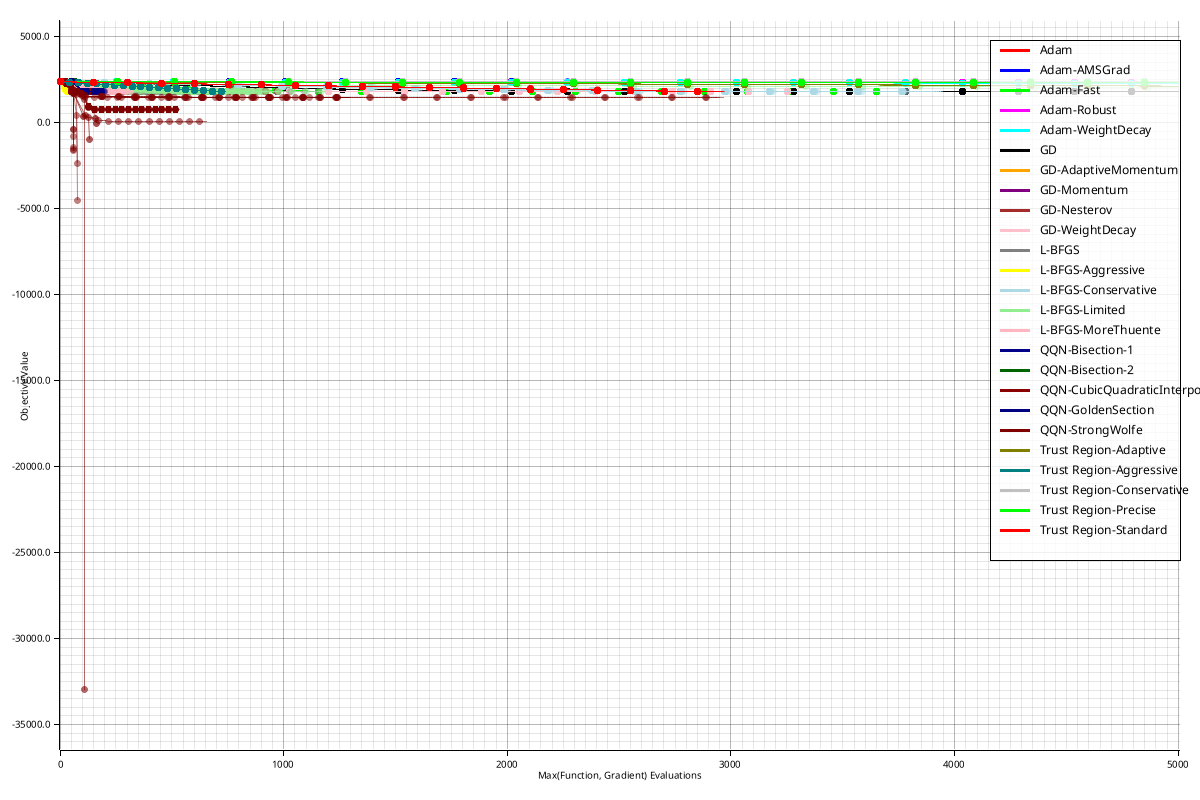 5000.0
0.0
-5000.0
-10000.0
-15000.0
-20000.0
-25000.0
-30000.0
-35000.0
Objective Value
0
1000
2000
3000
4000
5000
Max(Function, Gradient) Evaluations
Adam
Adam-AMSGrad
Adam-Fast
Adam-Robust
Adam-WeightDecay
GD
GD-AdaptiveMomentum
GD-Momentum
GD-Nesterov
GD-WeightDecay
L-BFGS
L-BFGS-Aggressive
L-BFGS-Conservative
L-BFGS-Limited
L-BFGS-MoreThuente
QQN-Bisection-1
QQN-Bisection-2
QQN-CubicQuadraticInterpo
QQN-GoldenSection
QQN-StrongWolfe
Trust Region-Adaptive
Trust Region-Aggressive
Trust Region-Conservative
Trust Region-Precise
Trust Region-Standard